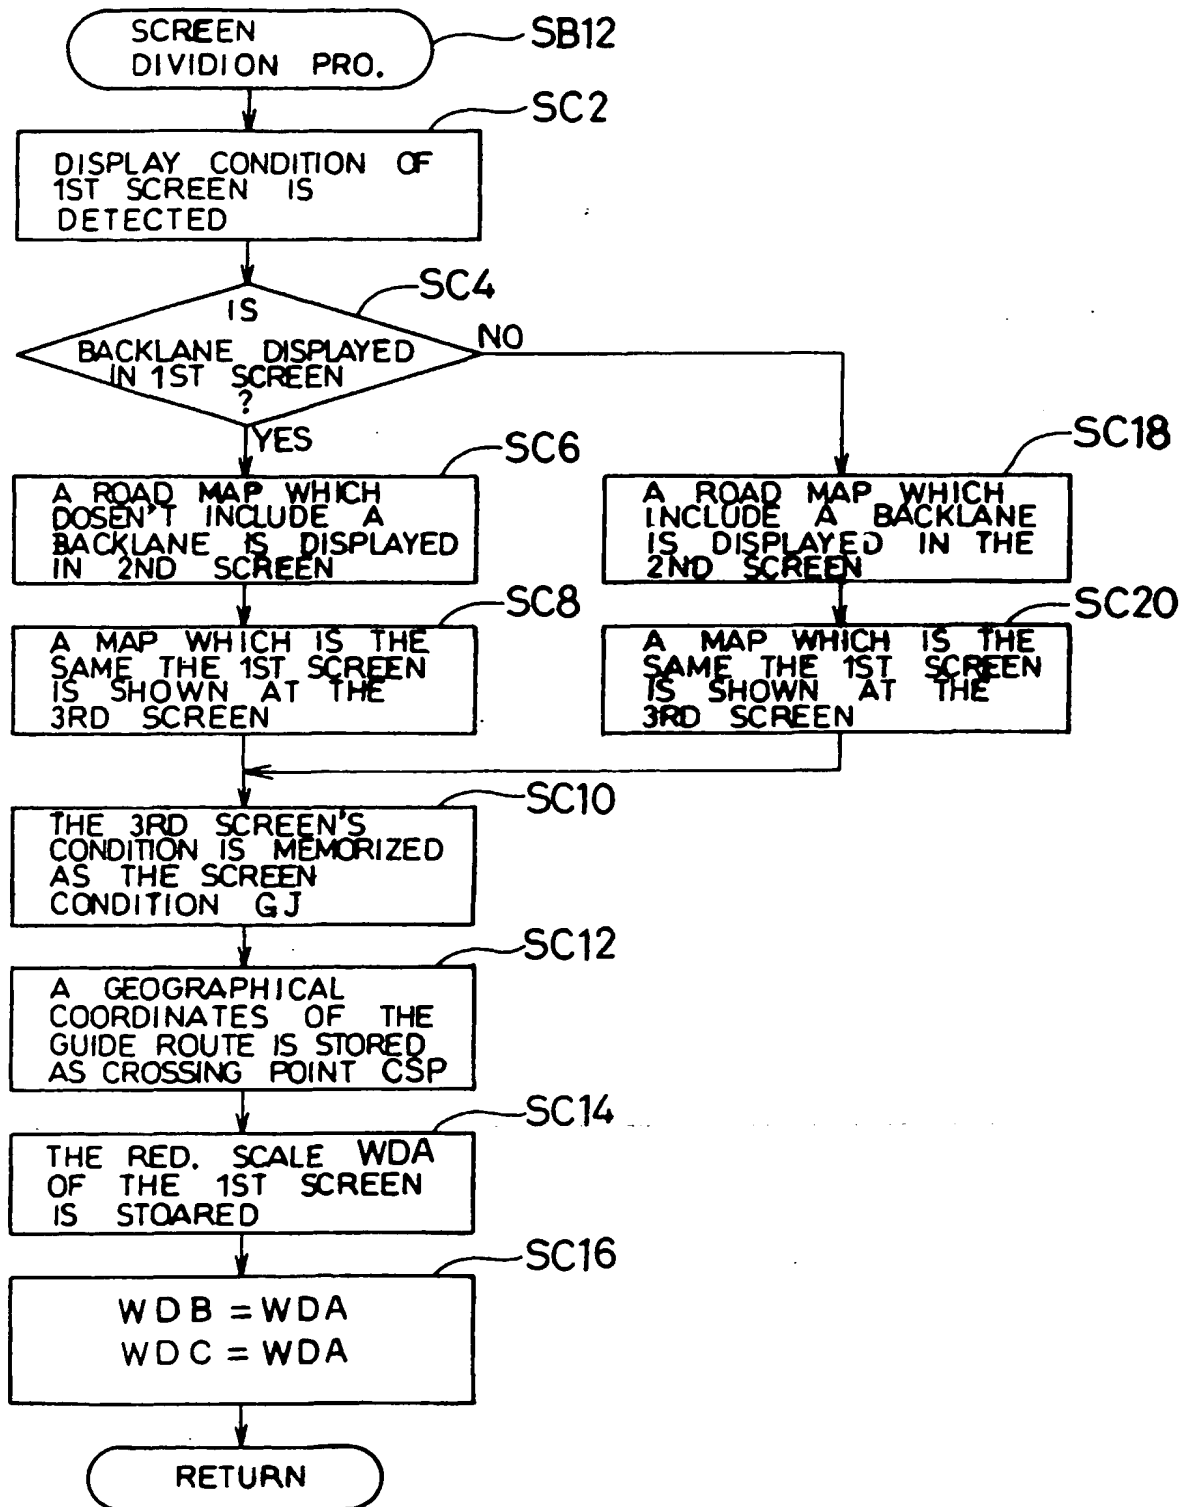 SCREEN
DIVIDION PRO.
SB12
SC2
DISPLAY CONDITION OF
1ST SCREEN IS
DETECTED
SC4
IS
BACKLANE DISPLAYED
IN 1ST SCREEN
?
NO
YES
SC6
A ROAD MAP WHICH
DOSEN'T INCLUDE A
BACKLANE IS DISPLAYED
IN 2ND SCREEN
SC18
A ROAD MAP WHICH
INCLUDE A BACKLANE
IS DISPLAYED IN THE
2ND SCREEN
SC8
A MAP WHICH IS THE
SAME THE 1ST SCREEN
IS SHOWN AT THE
3RD SCREEN
SC20
A MAP WHICH IS THE
SAME THE 1ST SCREEN
IS SHOWN AT THE
3RD SCREEN
SC10
THE 3RD SCREEN'S
CONDITION IS MEMORIZED
AS THE SCREEN
CONDITION GJ
SC12
A GEOGRAPHICAL
COORDINATES OF THE
GUIDE ROUTE IS STORED
AS CROSSING POINT CSP
SC14
THE RED. SCALE WDA
OF THE 1ST SCREEN
IS STOARED
SC16
WDB = WDA
WDC = WDA
RETURN